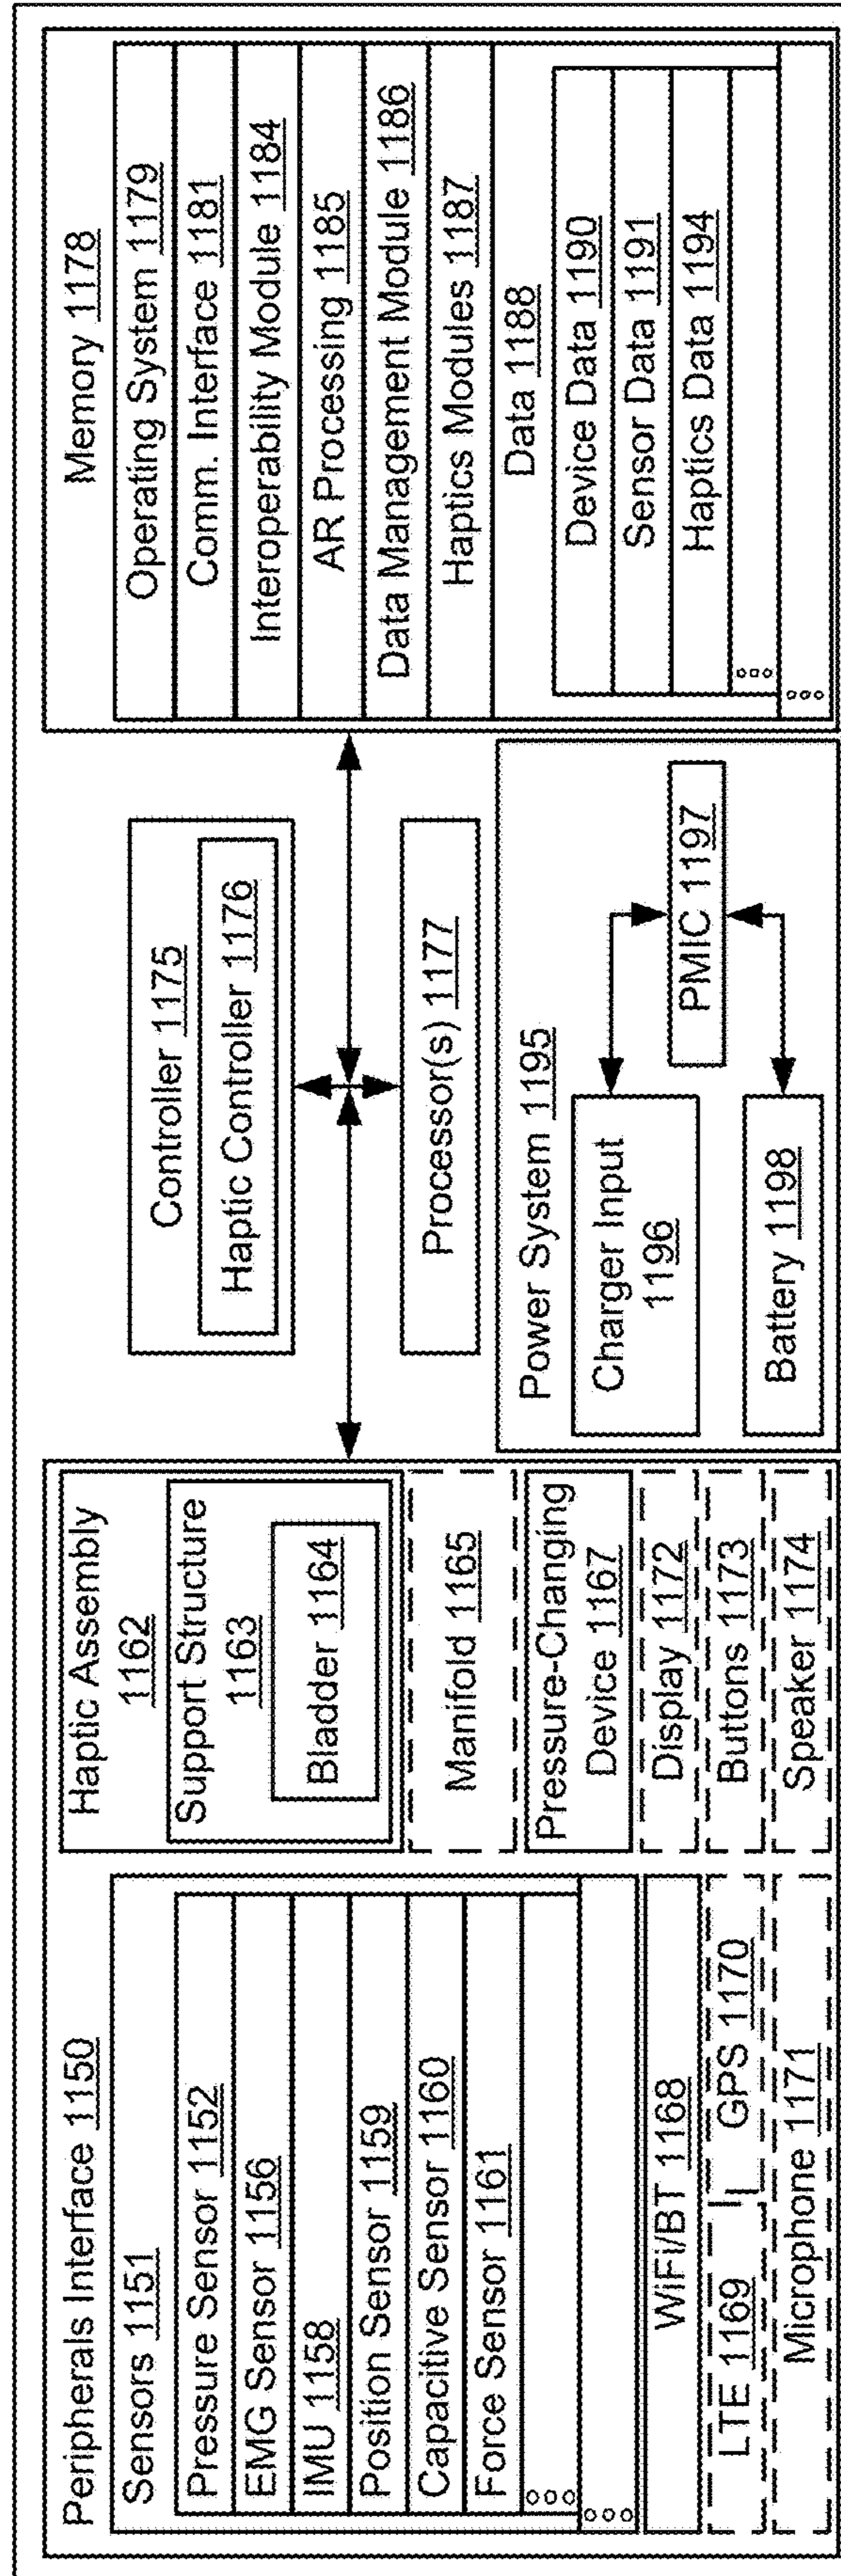 Peripherals Interface 1150
Sensors 1151
Pressure Sensor 1152
EMG Sensor 1156
IMU 1158
Position Sensor 1159
Capacitive Sensor 1160
Force Sensor 1161
WiFi/BT 1168
LTE 1169
GPS 1170
Microphone 1171
Haptic Assembly
1162
Support Structure
1163
Bladder 1164
Manifold 1165
Pressure-Changing
Device 1167
Display 1172
Buttons 1173
Speaker 1174
Controller 1175
Haptic Controller 1176
Processor(s) 1177
Power System 1195
Charger Input
1196
PMIC 1197
Battery 1198
Memory 1178
Operating System 1179
Comm. Interface 1181
Interoperability Module 1184
AR Processing 1185
Data Management Module 1186
Haptics Modules 1187
Data 1188
Device Data 1190
Sensor Data 1191
Haptics Data 1194